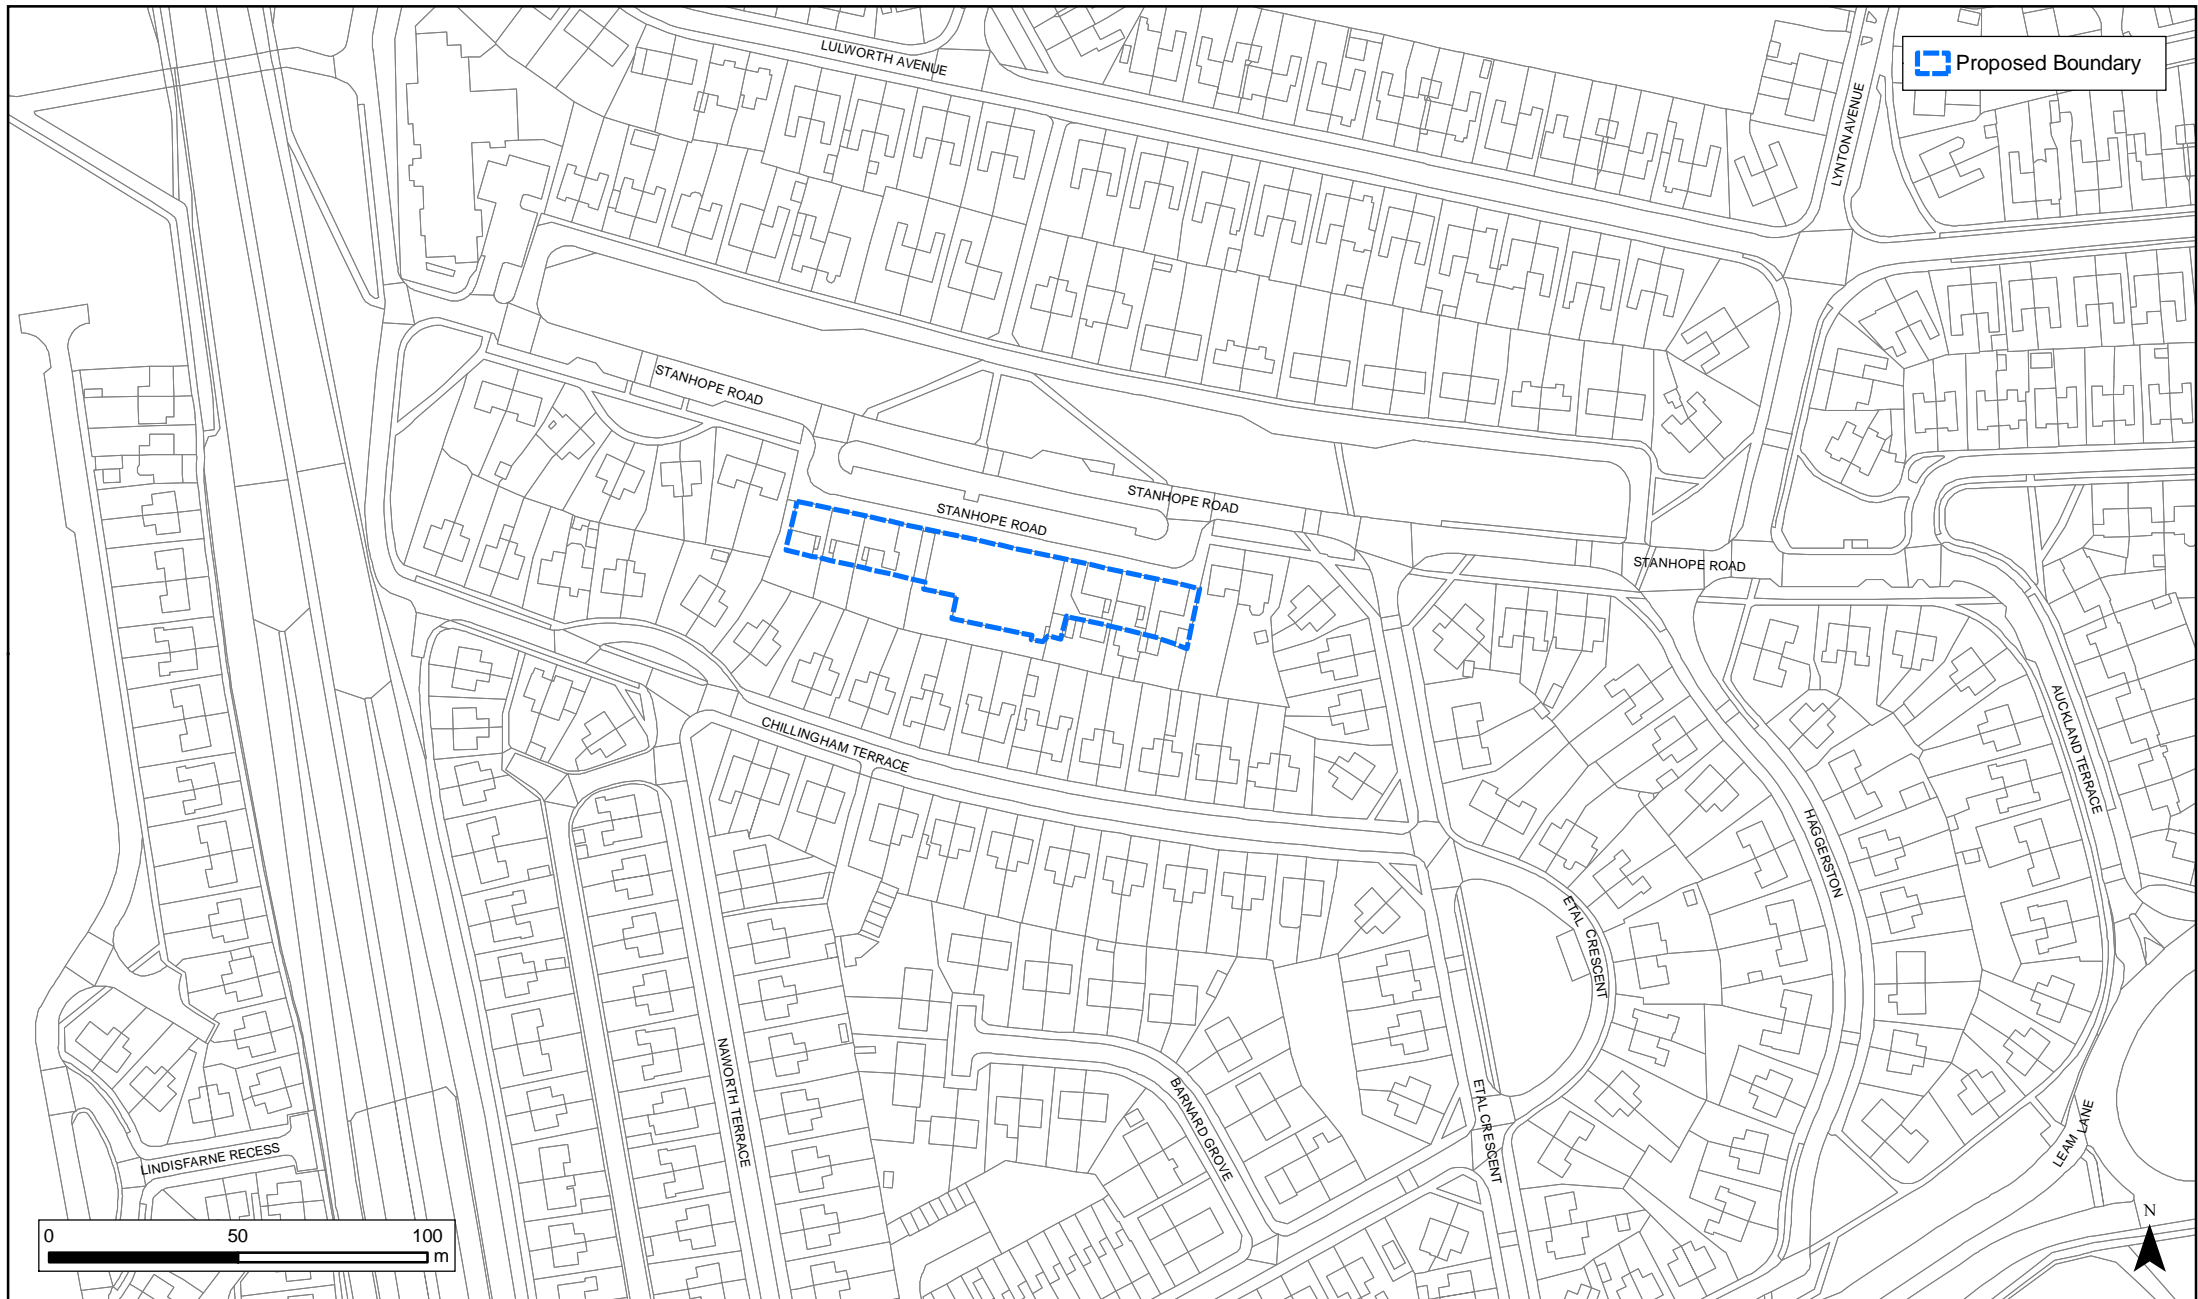 LULWORTH AVENUE
Proposed Boundary
LYNTON AVENUE
STANHOPE ROAD
STANHOPE ROAD
STANHOPE ROAD
STANHOPE ROAD
CHILLINGHAM TERRACE
AUCKLAND TERRACE
HAGGERSTON
ETAL CRESCENT
NAWORTH TERRACE
BARNARD GROVE
ETAL CRESCENT
LEAM LANE
LINDISFARNE RECESS
N
0 50 100
m